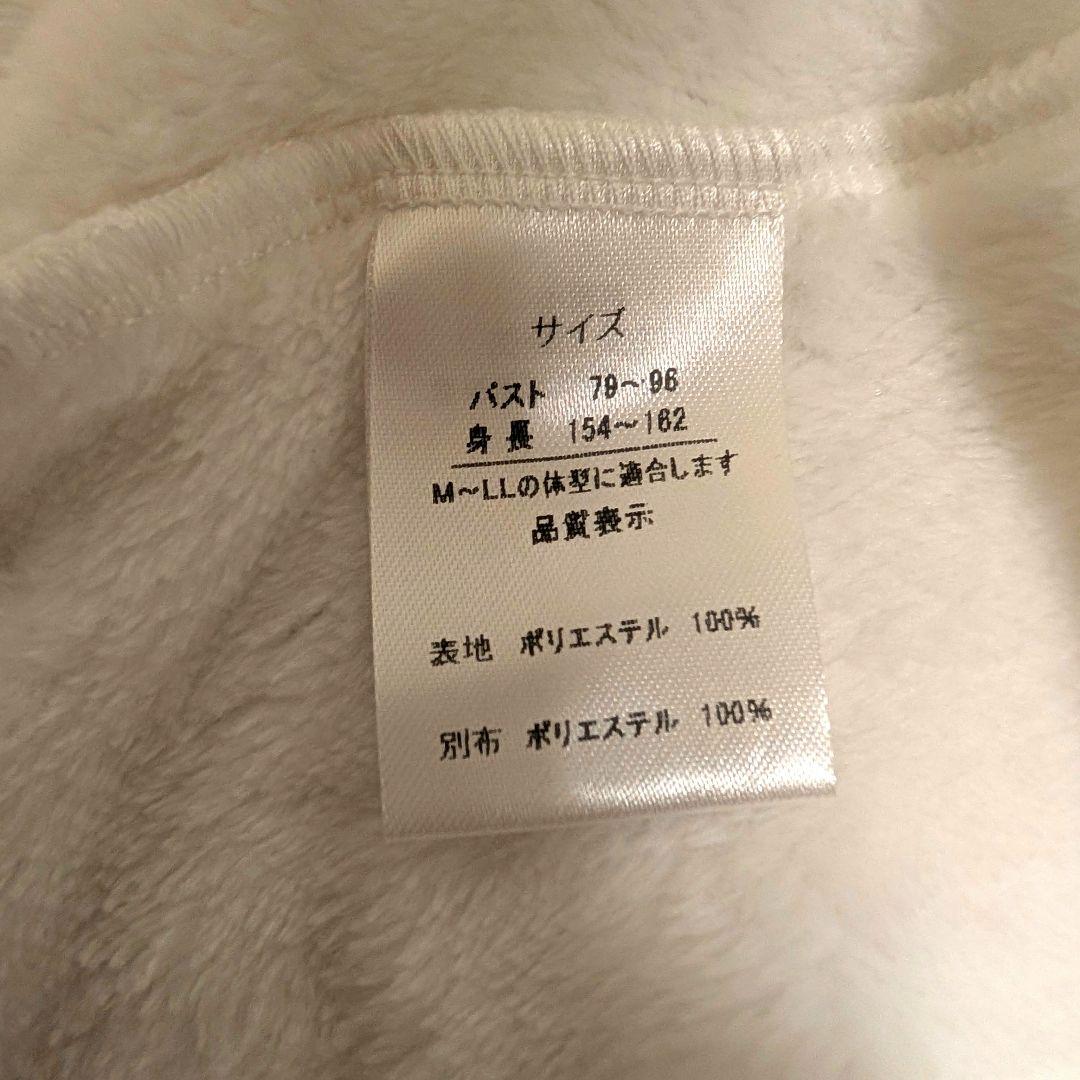 サイズ
バスト 79～96
身長 154～162
M～LLの体型に適合します
品質表示
表地 ポリエステル 100%
別布 ポリエステル 100%